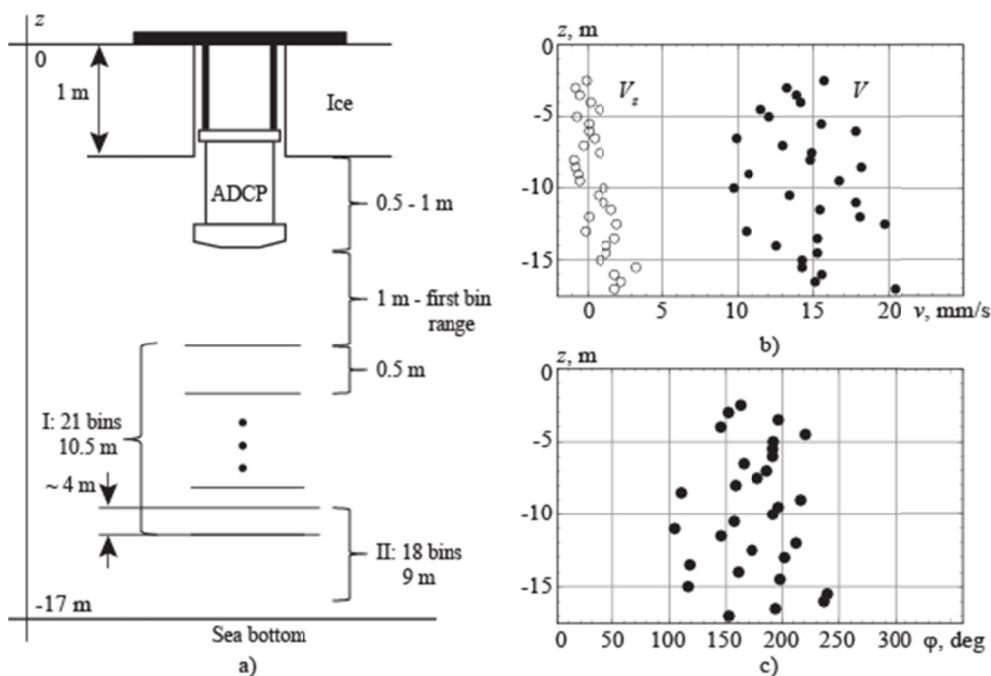 z
0
1 m
Ice
ADCP
0.5 - 1 m
1 m - first bin
range
0.5 m
I: 21 bins
10.5 m
~ 4 m
II: 18 bins
9 m
-17 m
Sea bottom
a)
z, m
0
-5
-10
-15
V_z
V
0 5 10 15 20 v, mm/s
b)
z, m
0
-5
-10
-15
0 50 100 150 200 250 300 φ, deg
c)